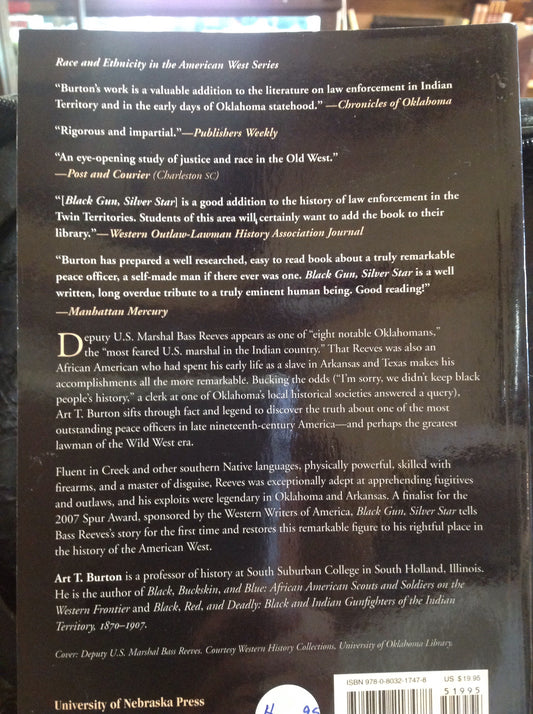 Race and Ethnicity in the American West Series
“Burton’s work is a valuable addition to the literature on law enforcement in Indian
Territory and in the early days of Oklahoma statehood.” —Chronicles of Oklahoma
“Rigorous and impartial.”—Publishers Weekly
“An eye-opening study of justice and race in the Old West.”
—Post and Courier (Charleston SC)
“[Black Gun, Silver Star] is a good addition to the history of law enforcement in the
Twin Territories. Students of this area will certainly want to add the book to their
library.”—Western Outlaw-Lawman History Association Journal
“Burton has prepared a well researched, easy to read book about a truly remarkable
peace officer, a self-made man if there ever was one. Black Gun, Silver Star is a well
written, long overdue tribute to a truly eminent human being. Good reading!”
—Manhattan Mercury
Deputy U.S. Marshal Bass Reeves appears as one of “eight notable Oklahomans,”
the “most feared U.S. marshal in the Indian country.” That Reeves was also an
African American who had spent his early life as a slave in Arkansas and Texas makes his
accomplishments all the more remarkable. Bucking the odds (“I’m sorry, we didn’t keep black
people’s history,” a clerk at one of Oklahoma’s local historical societies answered a query),
Art T. Burton sifts through fact and legend to discover the truth about one of the most
outstanding peace officers in late nineteenth-century America—and perhaps the greatest
lawman of the Wild West era.
Fluent in Creek and other southern Native languages, physically powerful, skilled with
firearms, and a master of disguise, Reeves was exceptionally adept at apprehending fugitives
and outlaws, and his exploits were legendary in Oklahoma and Arkansas. A finalist for the
2007 Spur Award, sponsored by the Western Writers of America, Black Gun, Silver Star tells
Bass Reeves’s story for the first time and restores this remarkable figure to his rightful place in
the history of the American West.
Art T. Burton is a professor of history at South Suburban College in South Holland, Illinois.
He is the author of Black, Buckskin, and Blue: African American Scouts and Soldiers on the
Western Frontier and Black, Red, and Deadly: Black and Indian Gunfighters of the Indian
Territory, 1870–1907.
Cover: Deputy U.S. Marshal Bass Reeves. Courtesy Western History Collections, University of Oklahoma Library.
ISBN 978-0-8032-1747-8 US $19.95
51995
University of Nebraska Press